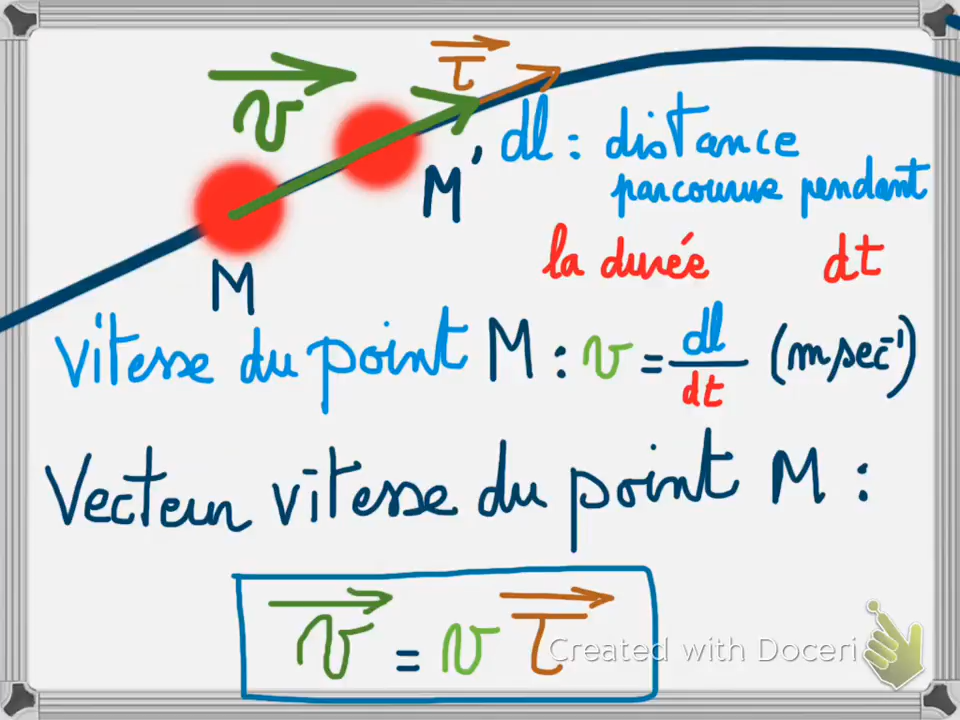 v τ
dl = distance
M' parcourue pendant
la durée dt
M
vitesse du point M : v = dl/dt (m sec⁻¹)
Vecteur vitesse du point M :
v = v τ
Created with Doceri